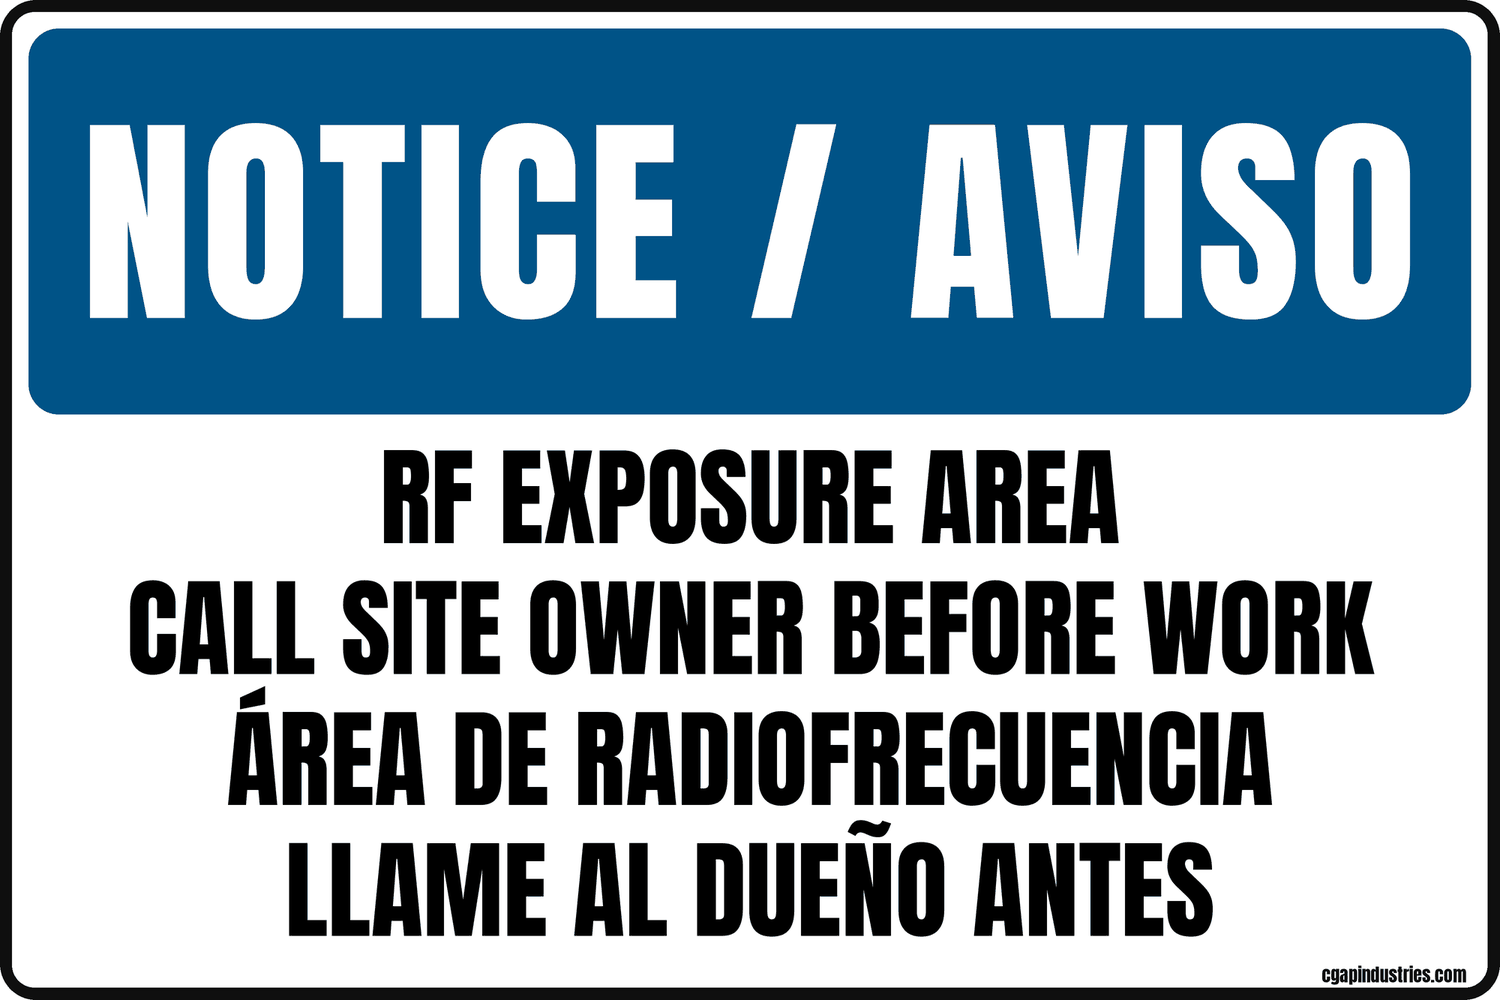 NOTICE / AVISO
RF EXPOSURE AREA
CALL SITE OWNER BEFORE WORK
ÁREA DE RADIOFRECUENCIA
LLAME AL DUEÑO ANTES
cgapindustries.com